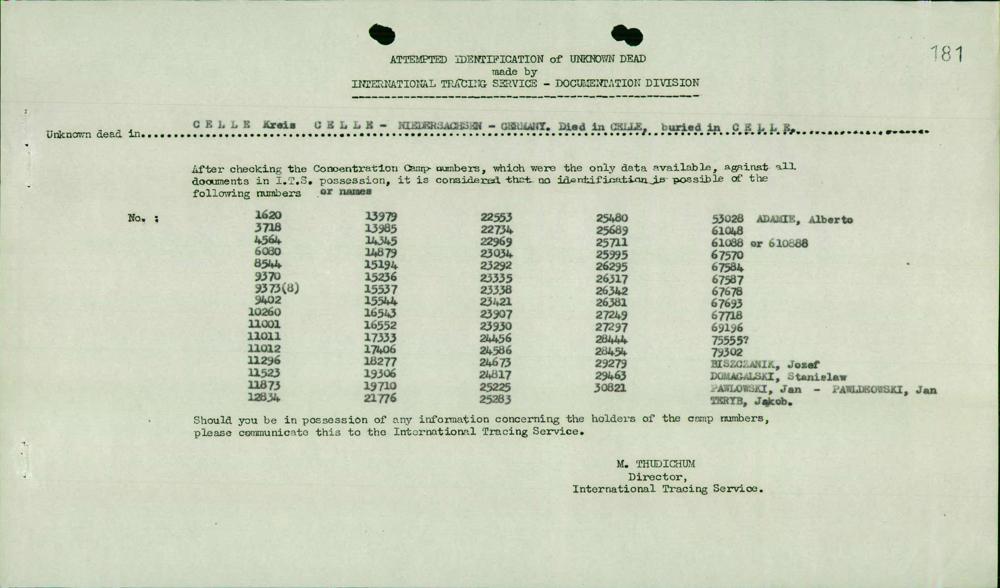 181
ATTEMPTED IDENTIFICATION of UNKNOWN DEAD
made by
INTERNATIONAL TRACING SERVICE - DOCUMENTATION DIVISION
Unknown dead in..... C E L L E Kreis C E L L E - NIEDERSACHSEN - GERMANY. Died in CELLE, buried in C E L L E.
After checking the Concentration Camp numbers, which were the only data available, against all
documents in I.T.S. possession, it is considered that no identification is possible of the
following numbers or names
No. : 1620 13979 22553 25480 53028 ADAMIE, Alberto
3718 13985 22734 25689 61048
4564 14345 22969 25711 61088 or 610888
6080 14879 23034 25995 67570
8544 15194 23292 26295 67584
9370 15236 23335 26317 67587
9373(8) 15537 23338 26342 67678
9402 15544 23421 26381 67693
10260 16543 23907 27249 67718
11001 16552 23930 27297 69196
11011 17333 24456 28444 75555?
11012 17406 24586 28454 79302
11296 18277 24673 29279 BISZCZANIK, Jozef
11523 19306 24817 29463 DOMAGALSKI, Stanislaw
11873 19710 25225 30821 PAWLOWSKI, Jan - PAWLDKOWSKI, Jan
12834 21776 25283 TERYB, Jakob.
Should you be in possession of any information concerning the holders of the camp numbers,
please communicate this to the International Tracing Service.
M. THUDICHUM
Director,
International Tracing Service.